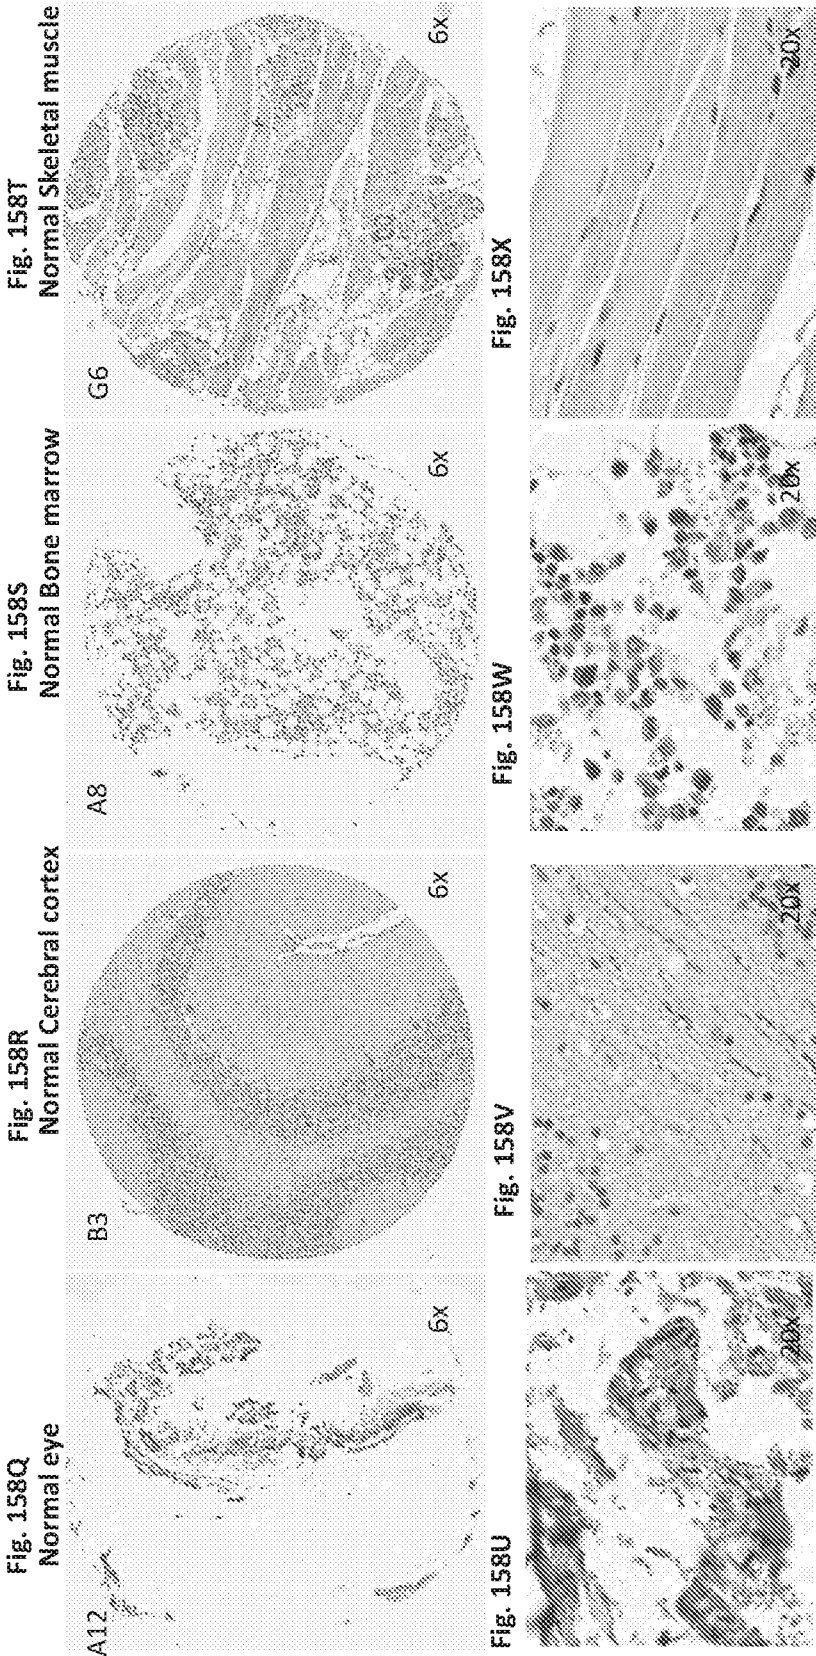 Fig. 158Q
Normal eye
A12
6x
Fig. 158R
Normal Cerebral cortex
B3
6x
Fig. 158S
Normal Bone marrow
A8
6x
Fig. 158T
Normal Skeletal muscle
G6
6x
Fig. 158U
20x
Fig. 158V
20x
Fig. 158W
20x
Fig. 158X
20x